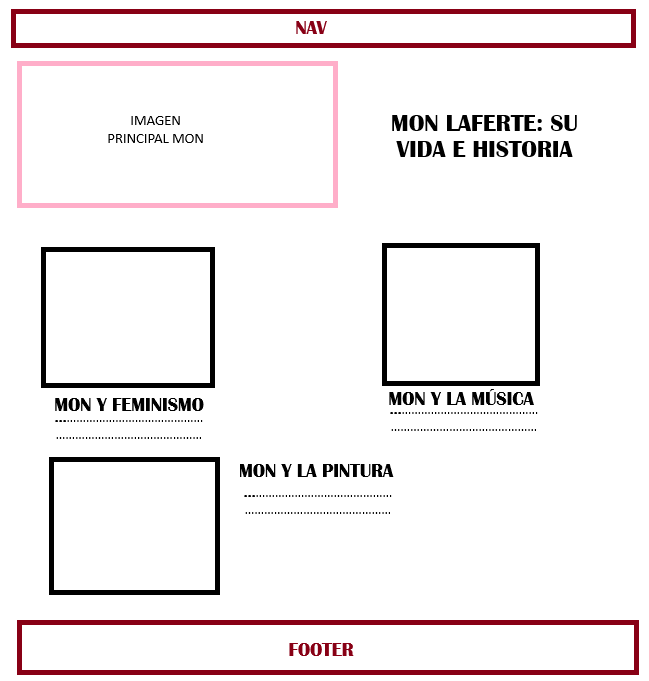 NAV
IMAGEN
PRINCIPAL MON
MON LAFERTE: SU
VIDA E HISTORIA
MON Y FEMINISMO
MON Y LA MÚSICA
MON Y LA PINTURA
FOOTER